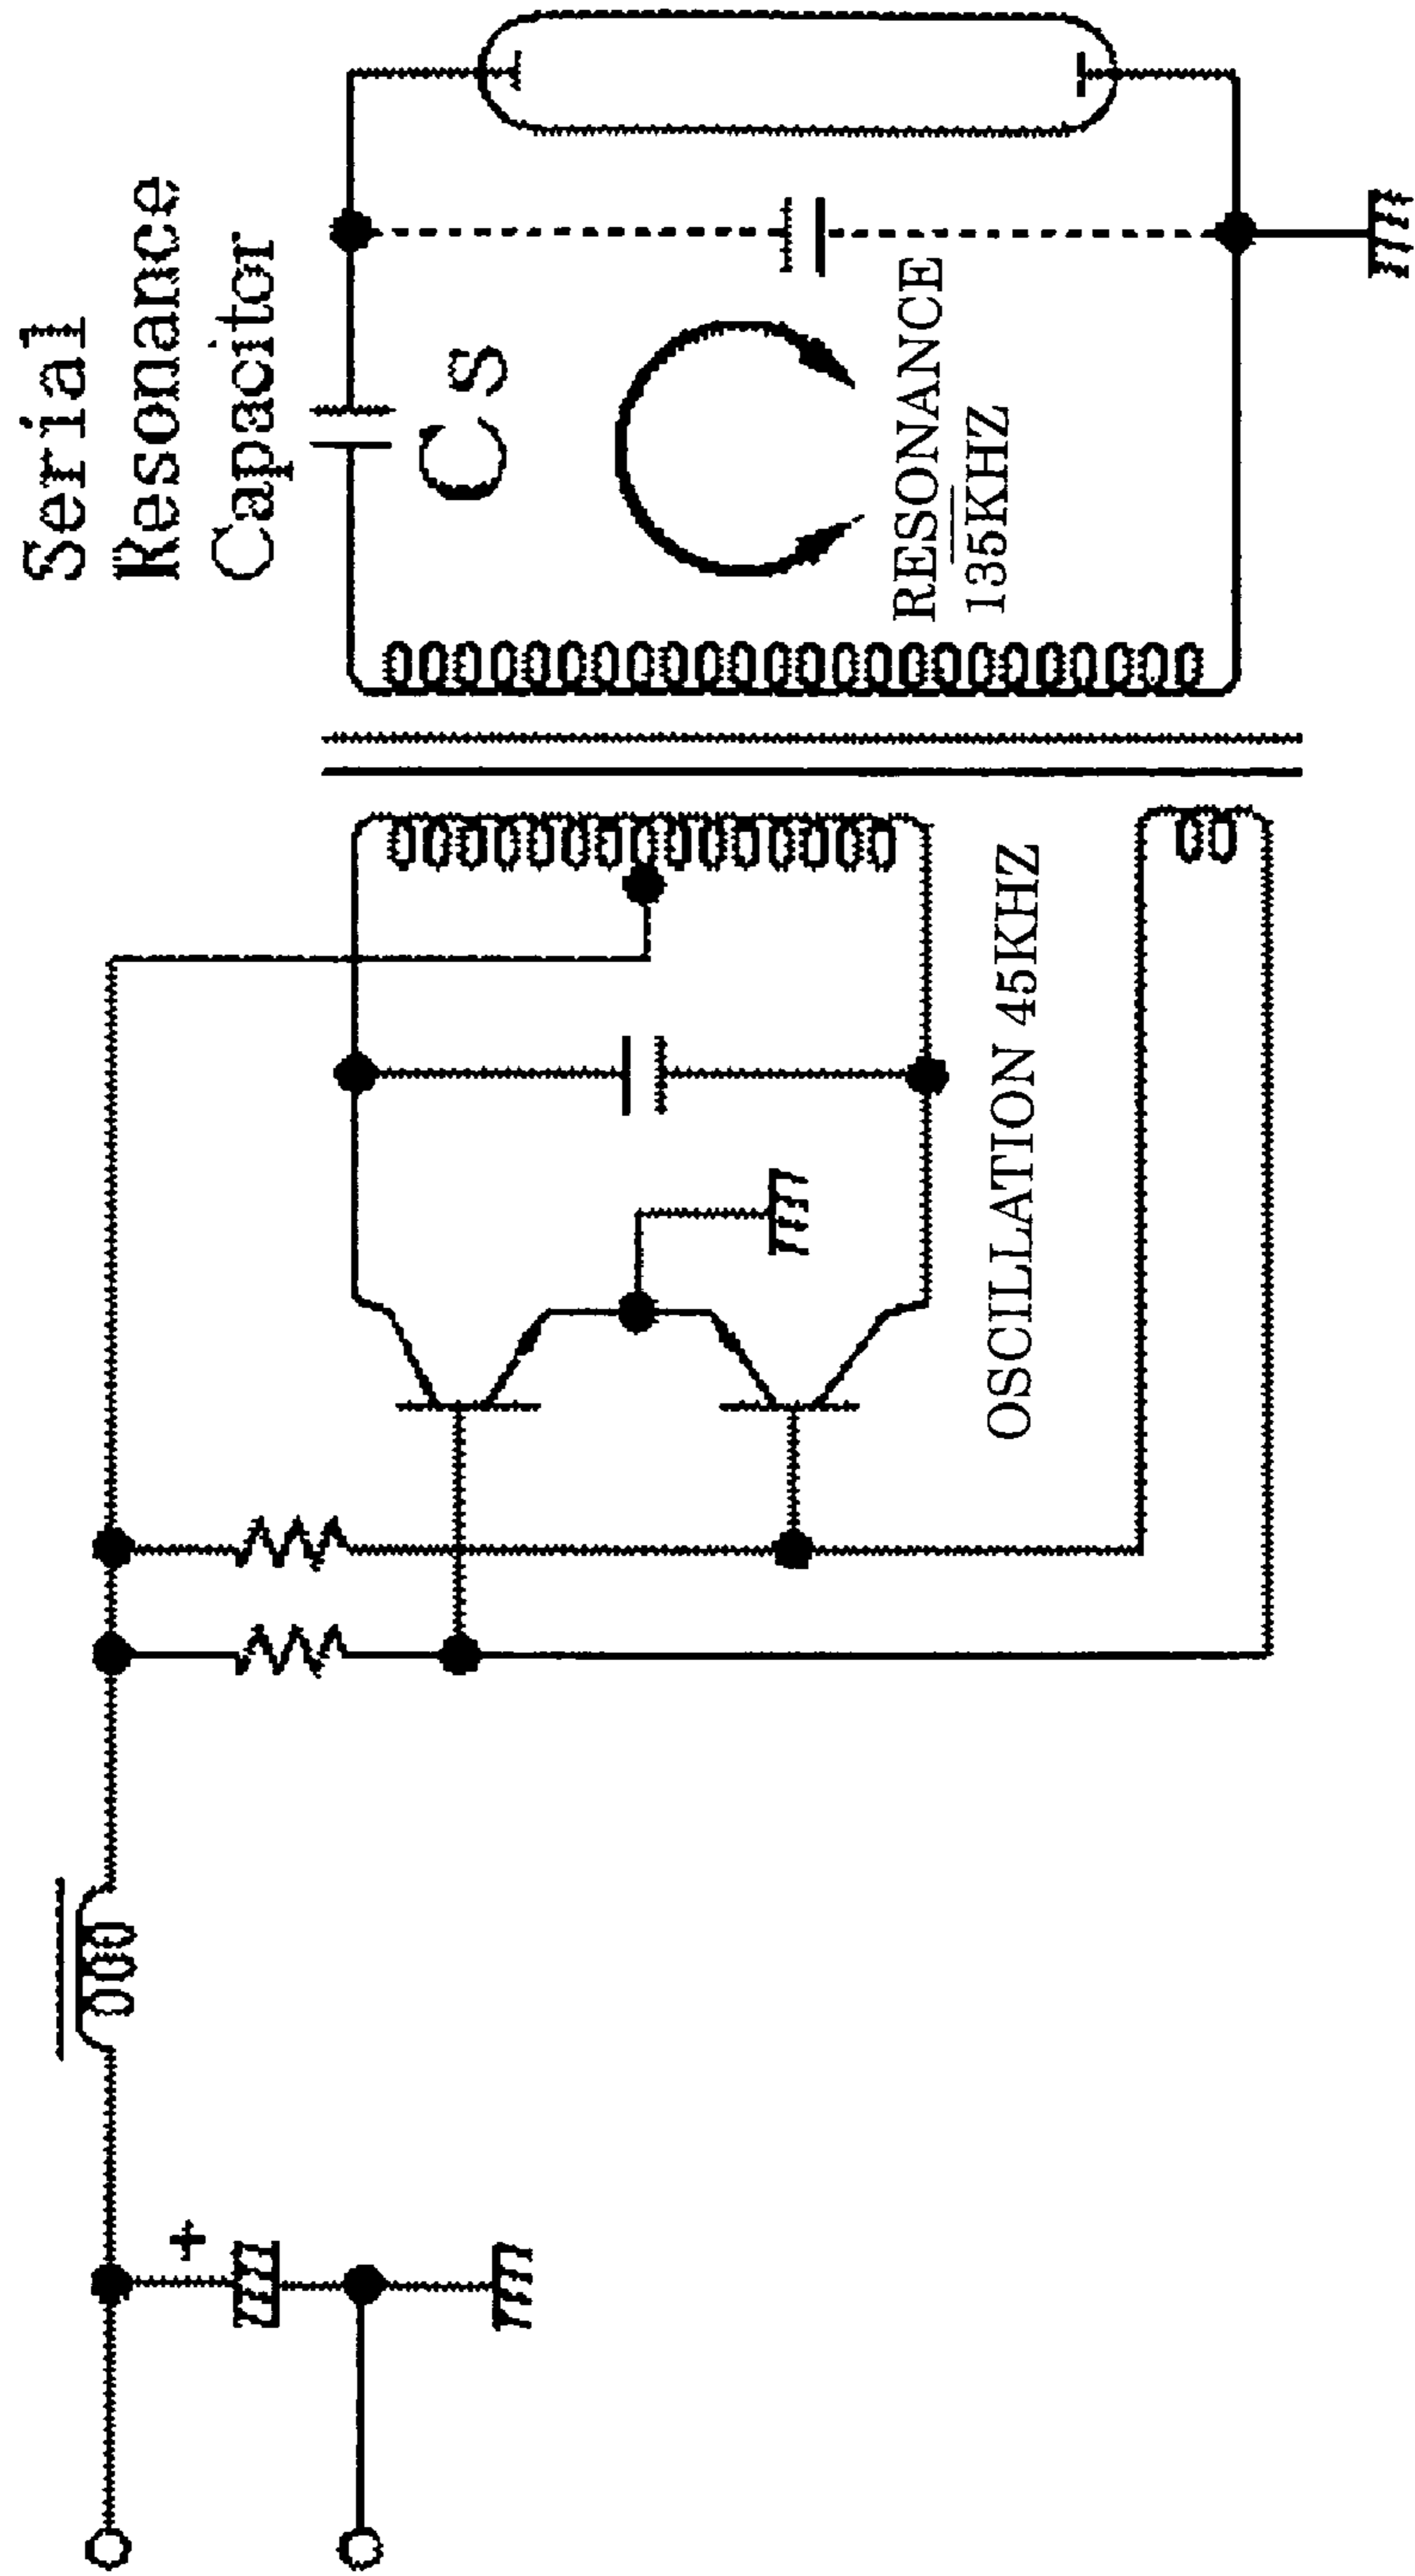 Serial
Resonance
Capacitor
CS
RESONANCE
135KHZ
OSCILLATION 45KHZ
+